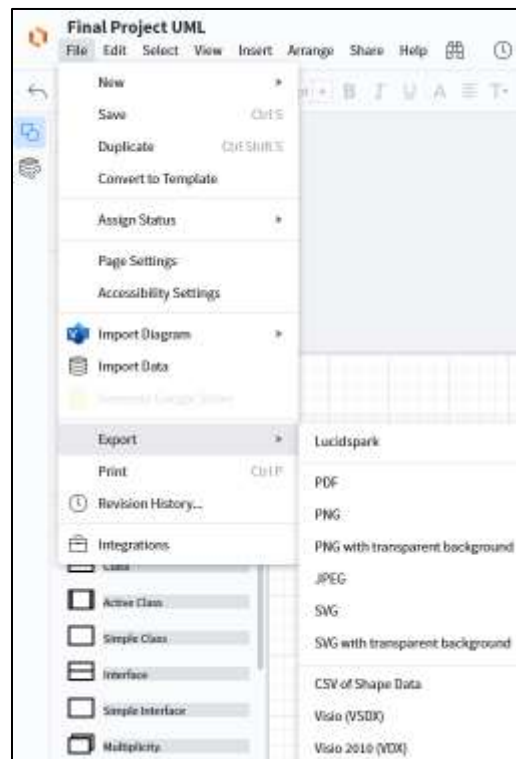 Final Project UML
File Edit Select View Insert Arrange Share Help
B I U A T
New
Save Ctrl S
Duplicate Ctrl Shift S
Convert to Template
Assign Status
Page Settings
Accessibility Settings
Import Diagram
Import Data
Export
Print Ctrl P
Revision History...
Integrations
Lucidspark
PDF
PNG
PNG with transparent background
JPEG
SVG
SVG with transparent background
CSV of Shape Data
Visio (VSDX)
Visio 2010 (VDX)
Class
Active Class
Simple Class
Interface
Simple Interface
Multiplicity